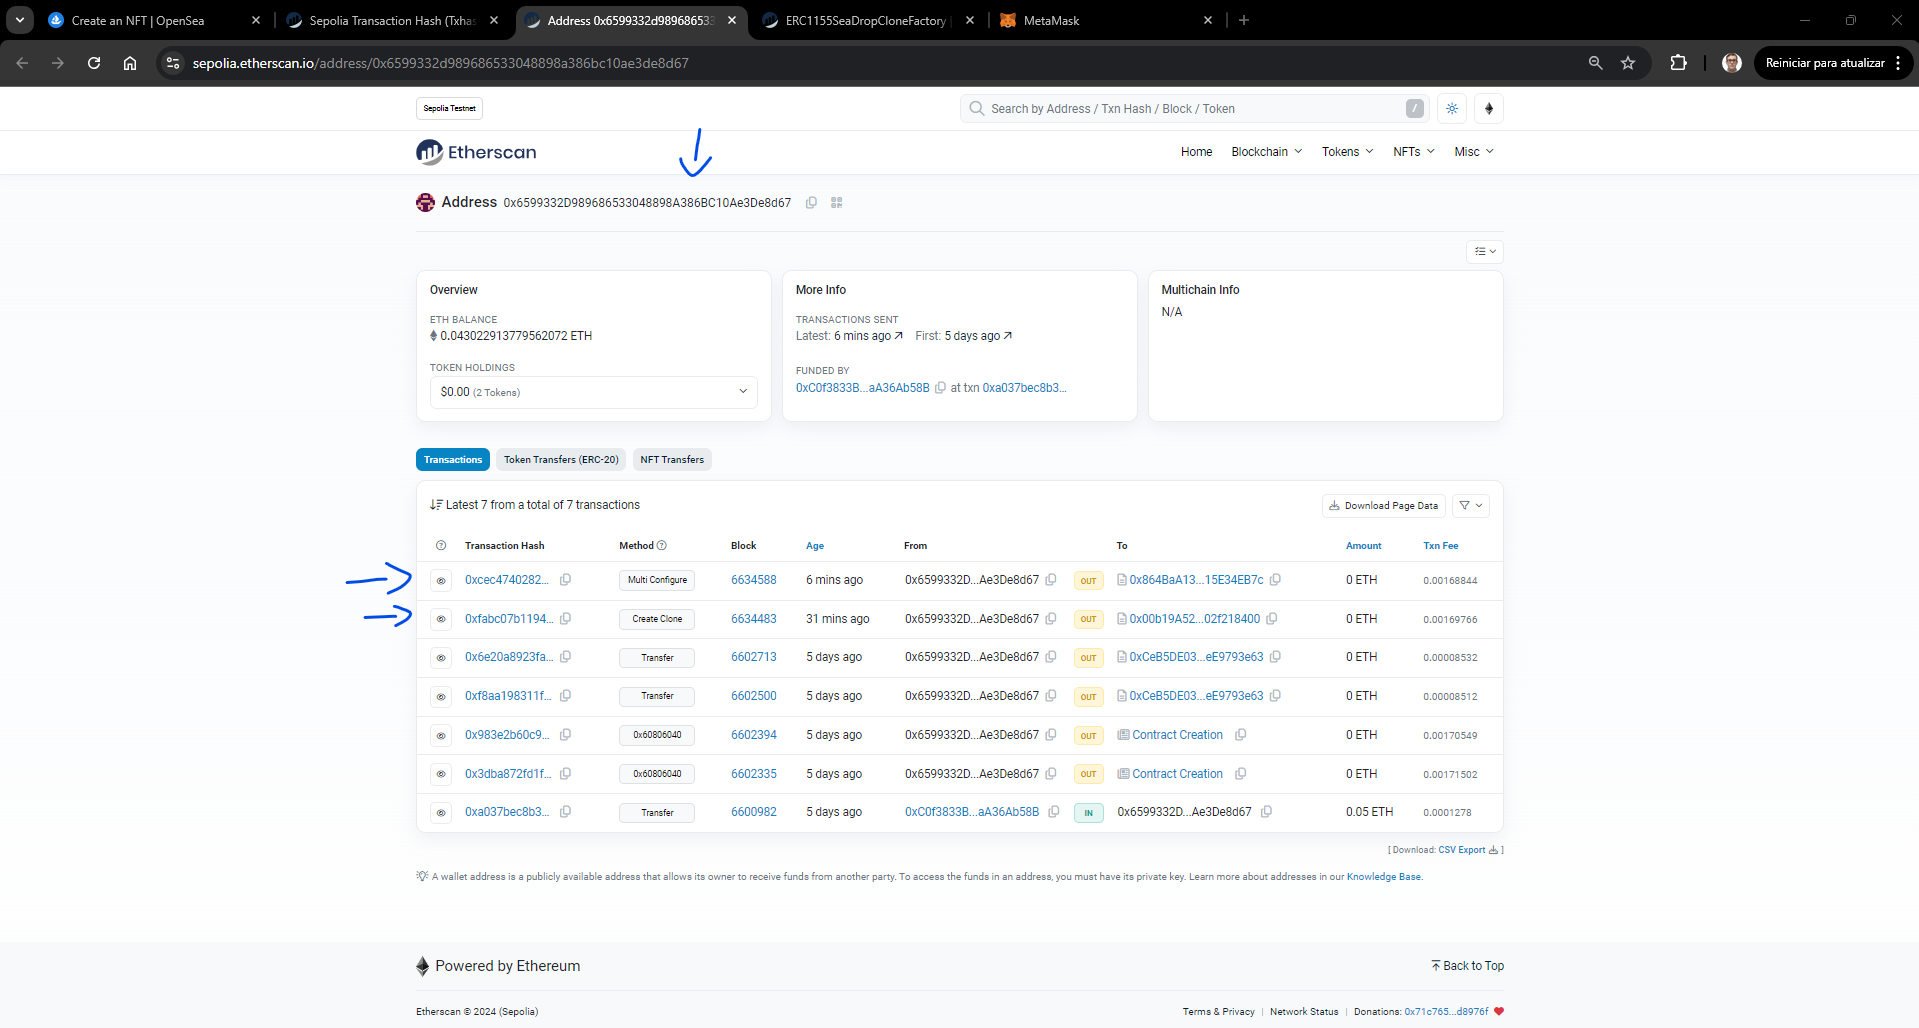 Create an NFT | OpenSea
Sepolia Transaction Hash (Txhas
Address 0x6599332d989686533
ERC1155SeaDropCloneFactory
MetaMask
sepolia.etherscan.io/address/0x6599332d989686533048898a386bc10ae3de8d67
Reiniciar para atualizar
Sepolia Testnet
Search by Address / Txn Hash / Block / Token
/
Etherscan
Home Blockchain Tokens NFTs Misc
Address 0x6599332D989686533048898A386BC10Ae3De8d67
Overview
ETH BALANCE
0.043022913779562072 ETH
TOKEN HOLDINGS
$0.00 (2 Tokens)
More Info
TRANSACTIONS SENT
Latest: 6 mins ago First: 5 days ago
FUNDED BY
0xC0f3833B...aA36Ab58B at txn 0xa037bec8b3...
Multichain Info
N/A
Transactions Token Transfers (ERC-20) NFT Transfers
Latest 7 from a total of 7 transactions
Download Page Data
Transaction Hash Method Block Age From To Amount Txn Fee
0xcec4740282... Multi Configure 6634588 6 mins ago 0x6599332D...Ae3De8d67 OUT 0x864BaA13...15E34EB7c 0 ETH 0.00168844
0xfabc07b1194... Create Clone 6634483 31 mins ago 0x6599332D...Ae3De8d67 OUT 0x00b19A52...02f218400 0 ETH 0.00169766
0x6e20a8923fa... Transfer 6602713 5 days ago 0x6599332D...Ae3De8d67 OUT 0xCeB5DE03...eE9793e63 0 ETH 0.00008532
0xf8aa198311f... Transfer 6602500 5 days ago 0x6599332D...Ae3De8d67 OUT 0xCeB5DE03...eE9793e63 0 ETH 0.00008512
0x983e2b60c9... 0x60806040 6602394 5 days ago 0x6599332D...Ae3De8d67 OUT Contract Creation 0 ETH 0.00170549
0x3dba872fd1f... 0x60806040 6602335 5 days ago 0x6599332D...Ae3De8d67 OUT Contract Creation 0 ETH 0.00171502
0xa037bec8b3... Transfer 6600982 5 days ago 0xC0f3833B...aA36Ab58B IN 0x6599332D...Ae3De8d67 0.05 ETH 0.0001278
[ Download: CSV Export ]
A wallet address is a publicly available address that allows its owner to receive funds from another party. To access the funds in an address, you must have its private key. Learn more about addresses in our Knowledge Base.
Powered by Ethereum
Back to Top
Etherscan © 2024 (Sepolia)
Terms & Privacy | Network Status | Donations: 0x71c765...d8976f